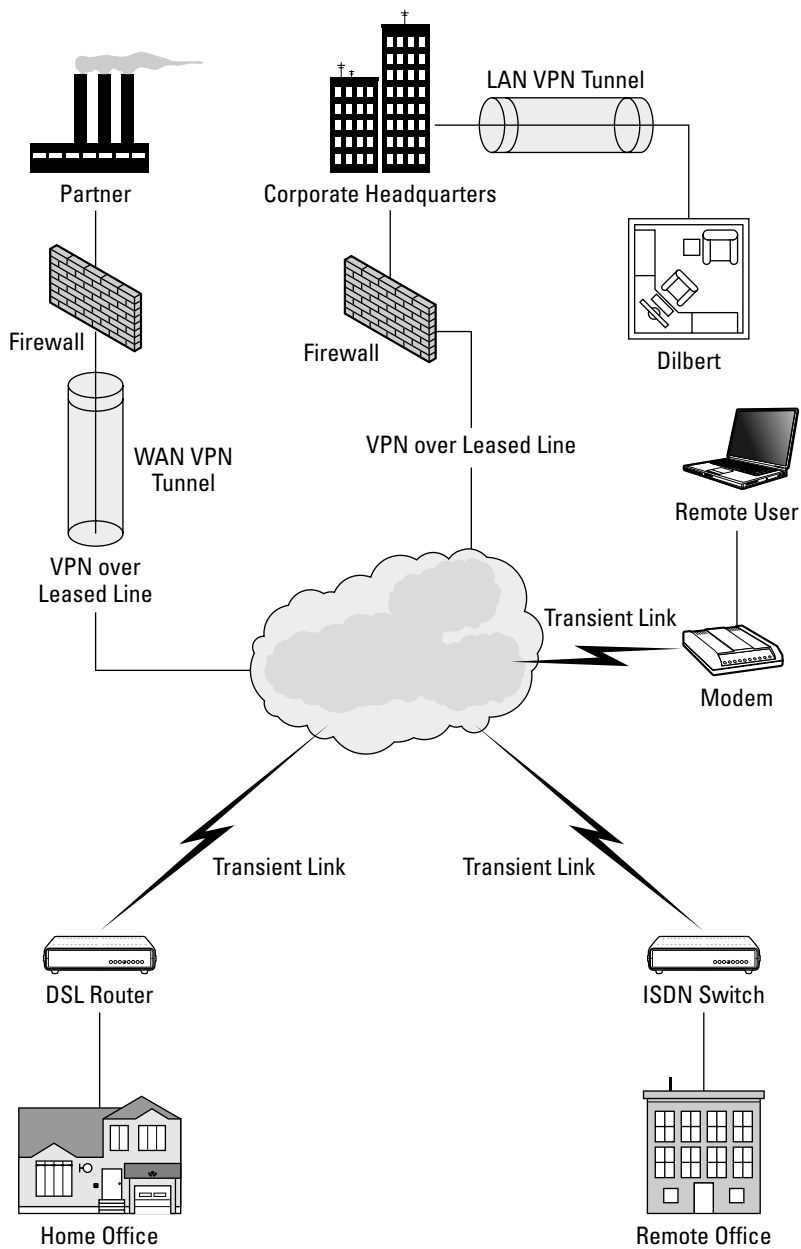 LAN VPN Tunnel
Partner
Corporate Headquarters
Firewall
Firewall
Dilbert
VPN over Leased Line
WAN VPN
Tunnel
Remote User
VPN over
Leased Line
Transient Link
Modem
Transient Link
Transient Link
DSL Router
ISDN Switch
Home Office
Remote Office